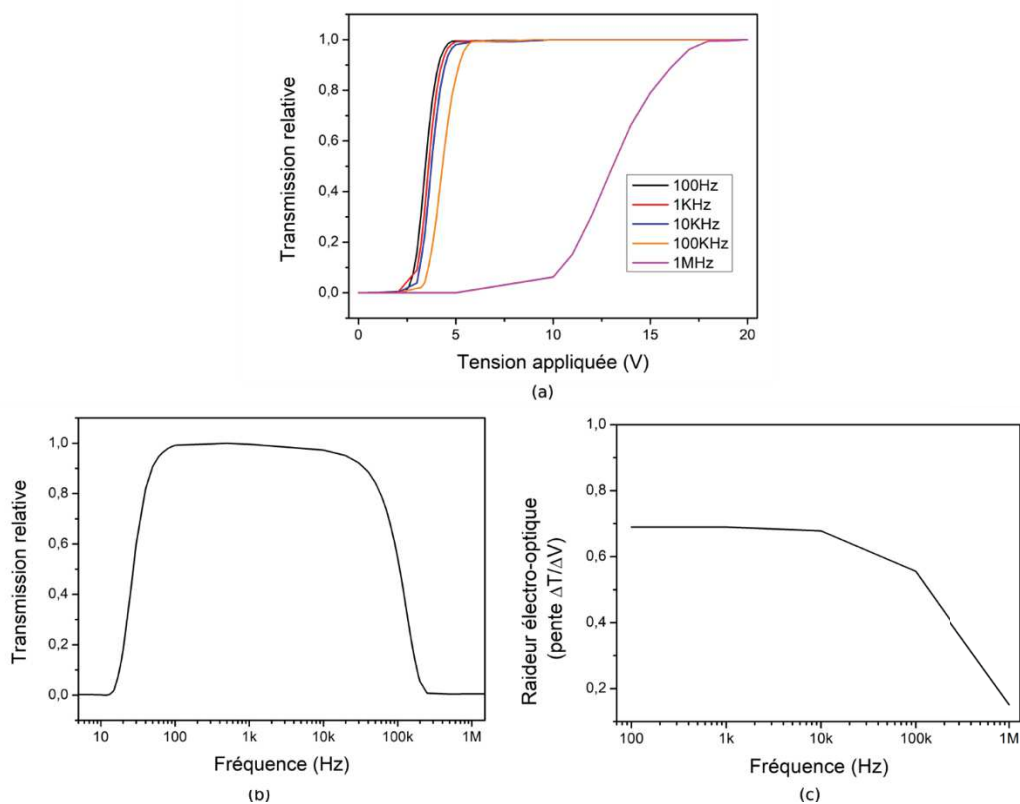 1,0
0,8
0,6
0,4
0,2
0,0
Transmission relative
100Hz
1KHz
10KHz
100KHz
1MHz
0 5 10 15 20
Tension appliquée (V)
(a)
1,0
0,8
0,6
0,4
0,2
0,0
Transmission relative
10 100 1k 10k 100k 1M
Fréquence (Hz)
(b)
1,0
0,8
0,6
0,4
0,2
Raideur électro-optique
(pente ΔT/ΔV)
100 1k 10k 100k 1M
Fréquence (Hz)
(c)